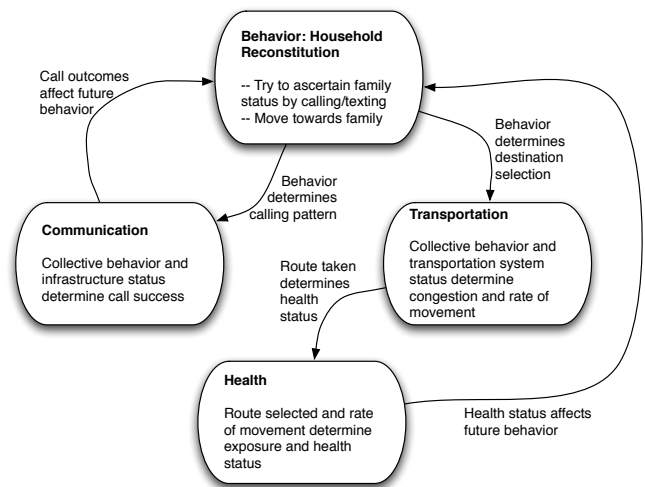 Behavior: Household
Reconstitution
-- Try to ascertain family
status by calling/texting
-- Move towards family
Call outcomes
affect future
behavior
Behavior
determines
destination
selection
Behavior
determines
calling pattern
Communication
Collective behavior and
infrastructure status
determine call success
Transportation
Collective behavior and
transportation system
status determine
congestion and rate of
movement
Route taken
determines
health
status
Health
Route selected and rate
of movement determine
exposure and health
status
Health status affects
future behavior